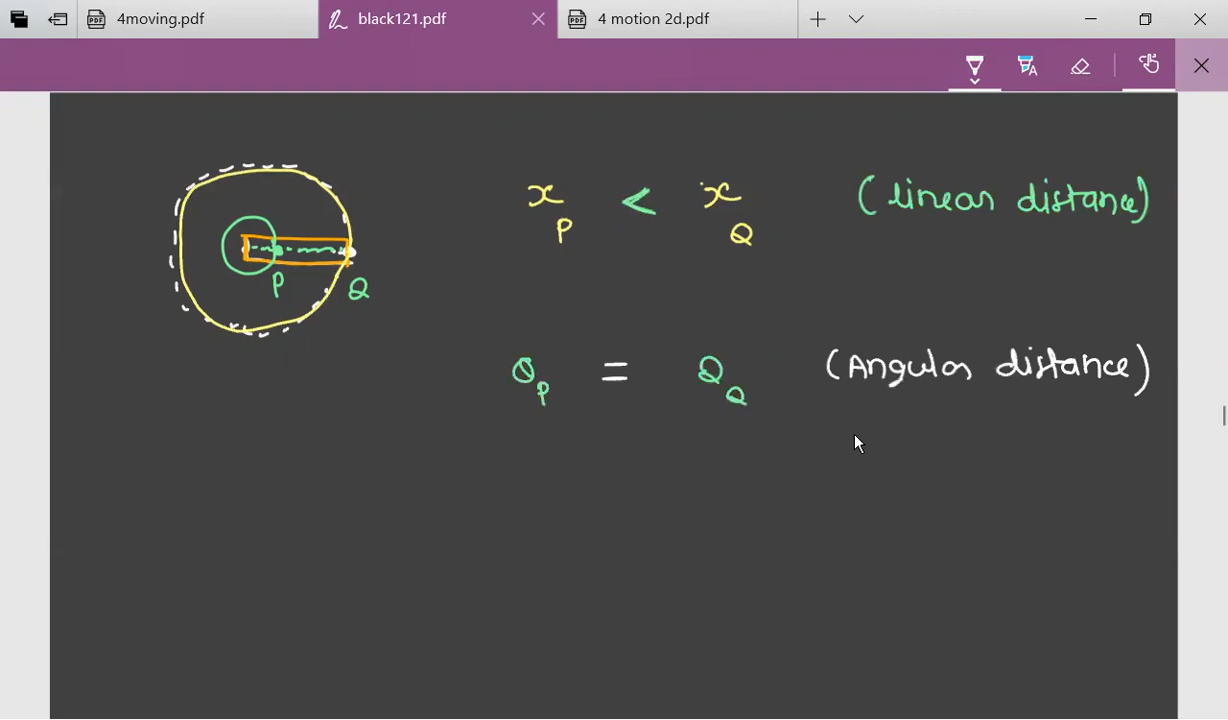 4moving.pdf black121.pdf 4 motion 2d.pdf
x_P < x_Q (linear distance)
P Q
θ_P = θ_Q (Angular distance)